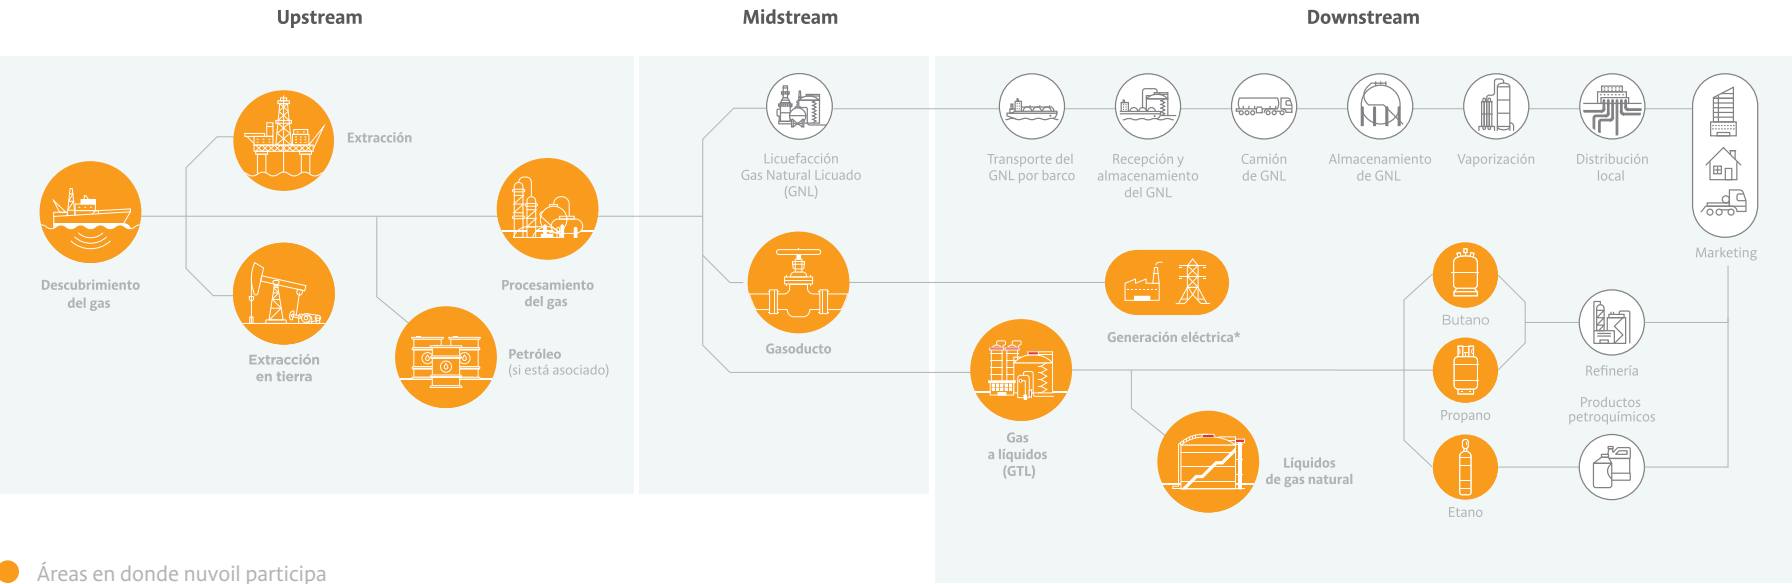 Upstream
Midstream
Downstream
Extracción
Descubrimiento
del gas
Extracción
en tierra
Procesamiento
del gas
Petróleo
(si está asociado)
Licuefacción
Gas Natural Licuado
(GNL)
Gasoducto
Transporte del
GNL por barco
Recepción y
almacenamiento
del GNL
Camión
de GNL
Almacenamiento
de GNL
Vaporización
Distribución
local
Marketing
Generación eléctrica*
Gas
a líquidos
(GTL)
Líquidos
de gas natural
Butano
Propano
Etano
Refinería
Productos
petroquímicos
Áreas en donde nuvoil participa